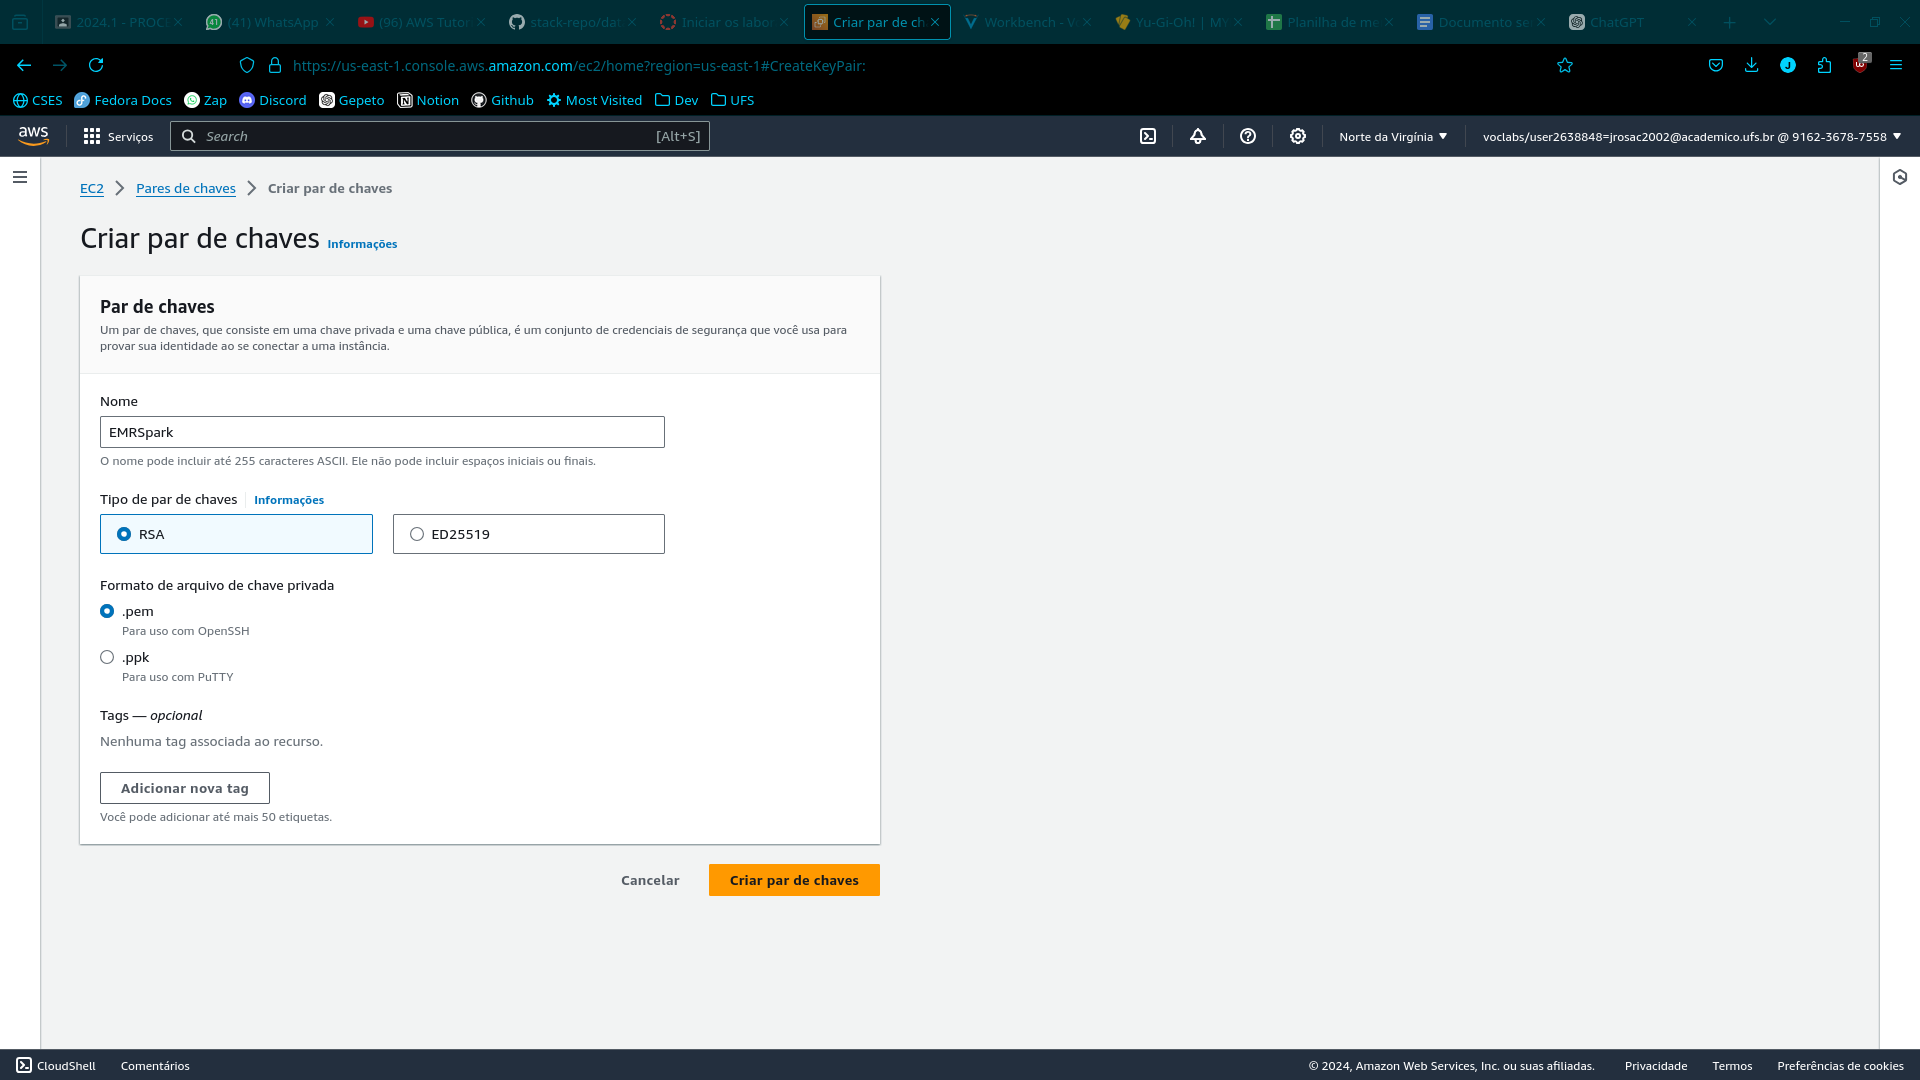 2024.1 - PROC
(41) WhatsApp
(96) AWS Tutor
stack-repo/dat
Iniciar os labor
Criar par de ch
Workbench - Vo
Yu-Gi-Oh! | MY
Planilha de me
Documento se
ChatGPT
https://us-east-1.console.aws.amazon.com/ec2/home?region=us-east-1#CreateKeyPair:
2
CSES Fedora Docs Zap Discord Gepeto Notion Github Most Visited Dev UFS
aws Serviços Search [Alt+S] Norte da Virgínia voclabs/user2638848=jrosac2002@academico.ufs.br @ 9162-3678-7558
EC2 Pares de chaves Criar par de chaves
Criar par de chaves Informações
Par de chaves
Um par de chaves, que consiste em uma chave privada e uma chave pública, é um conjunto de credenciais de segurança que você usa para
provar sua identidade ao se conectar a uma instância.
Nome
EMRSpark
O nome pode incluir até 255 caracteres ASCII. Ele não pode incluir espaços iniciais ou finais.
Tipo de par de chaves Informações
RSA ED25519
Formato de arquivo de chave privada
.pem
Para uso com OpenSSH
.ppk
Para uso com PuTTY
Tags — opcional
Nenhuma tag associada ao recurso.
Adicionar nova tag
Você pode adicionar até mais 50 etiquetas.
Cancelar Criar par de chaves
CloudShell Comentários © 2024, Amazon Web Services, Inc. ou suas afiliadas. Privacidade Termos Preferências de cookies